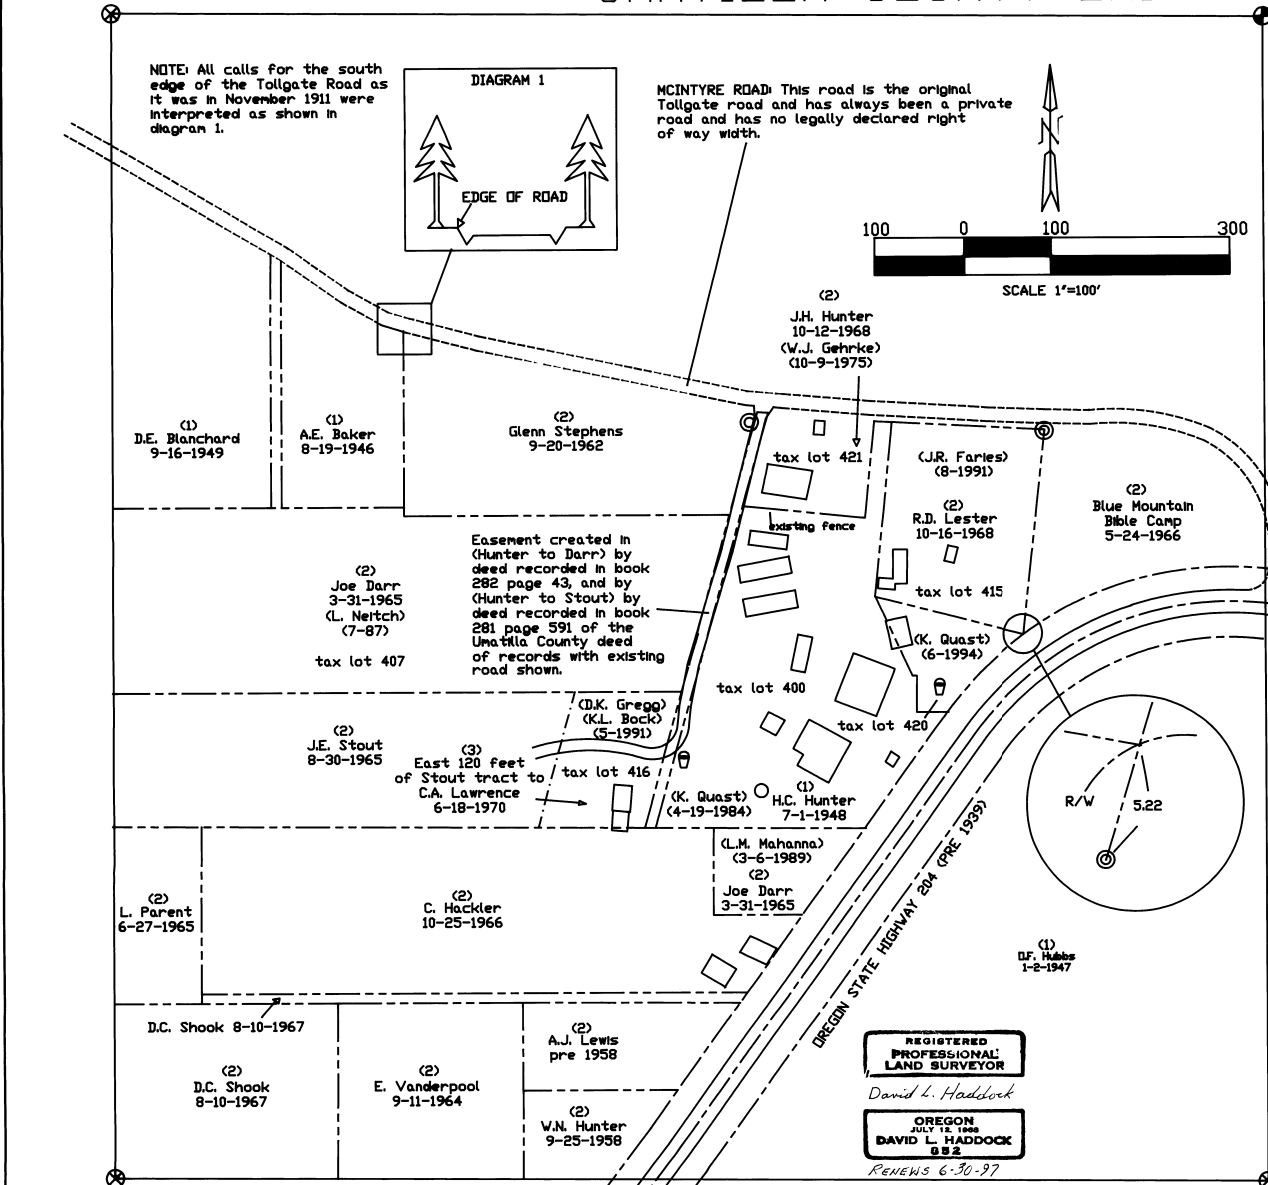 NOTE: All calls for the south
edge of the Tollgate Road as
it was in November 1911 were
interpreted as shown in
diagram 1.
DIAGRAM 1
EDGE OF ROAD
MCINTYRE ROAD: This road is the original
Tollgate road and has always been a private
road and has no legally declared right
of way width.
N
100 0 100 300
SCALE 1"=100'
(2)
J.H. Hunter
10-12-1968
(W.J. Gehrke)
(10-9-1975)
(1)
D.E. Blanchard
9-16-1949
(1)
A.E. Baker
8-19-1946
(2)
Glenn Stephens
9-20-1962
tax lot 421
existing fence
(J.R. Faries)
(8-1991)
(2)
R.D. Lester
10-16-1968
tax lot 415
(2)
Blue Mountain
Bible Camp
5-24-1966
Easement created in
(Hunter to Darr) by
deed recorded in book
282 page 43, and by
(Hunter to Stout) by
deed recorded in book
281 page 591 of the
Umatilla County deed
of records with existing
road shown.
(2)
Joe Darr
3-31-1965
(L. Neitch)
(7-87)
tax lot 407
(K. Quast)
(6-1994)
tax lot 400
tax lot 420
(D.K. Gregg)
(K.L. Bock)
(5-1991)
tax lot 416
(2)
J.E. Stout
8-30-1965
(3)
East 120 feet
of Stout tract to
C.A. Lawrence
6-18-1970
(K. Quast)
(4-19-1984)
(1)
H.C. Hunter
7-1-1948
R/W
5.22
(L.M. Mahanna)
(3-6-1989)
(2)
Joe Darr
3-31-1965
OREGON STATE HIGHWAY 204 (PRE 1939)
(2)
L. Parent
6-27-1965
(2)
C. Hackler
10-25-1966
(1)
O.F. Hubbs
1-2-1947
D.C. Shook 8-10-1967
(2)
D.C. Shook
8-10-1967
(2)
E. Vanderpool
9-11-1964
(2)
A.J. Lewis
pre 1958
(2)
W.N. Hunter
9-25-1958
REGISTERED
PROFESSIONAL
LAND SURVEYOR
David L. Haddock
OREGON
JULY 12, 1968
DAVID L. HADDOCK
852
RENEWS 6-30-97